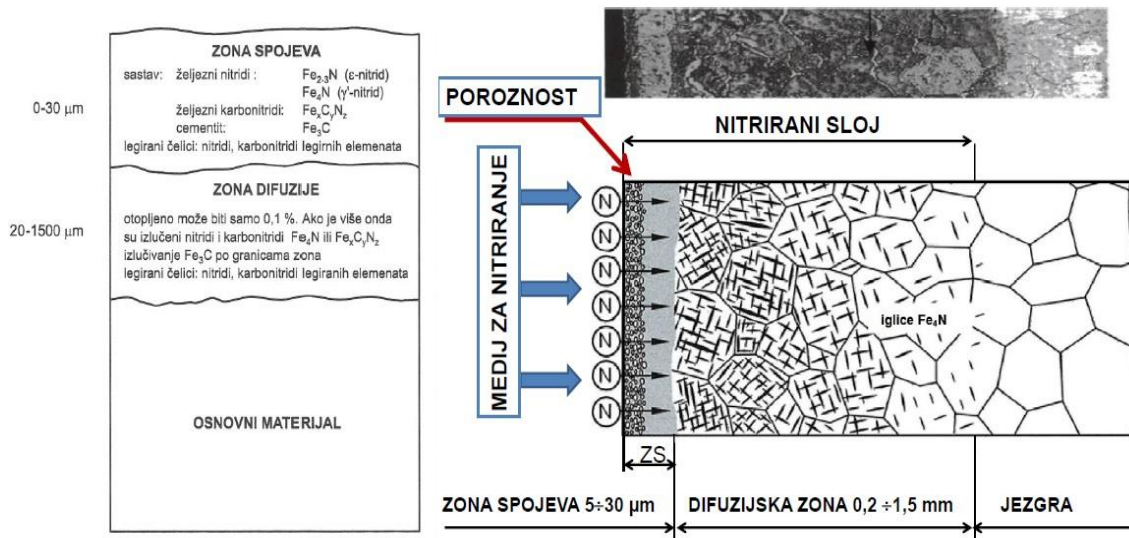 ZONA SPOJEVA
sastav: željezni nitridi : Fe₂₋₃N (ε-nitrid)
Fe₄N (γ'-nitrid)
željezni karbonitridi: FeₓCᵧN_z
cementit: Fe₃C
legirani čelici: nitridi, karbonitridi legirnih elemenata
0-30 µm
ZONA DIFUZIJE
otopljeno može biti samo 0,1 %. Ako je više onda
su izlučeni nitridi i karbonitridi Fe₄N ili FeₓCᵧN_z
izlučivanje Fe₃C po granicama zona
legirani čelici: nitridi, karbonitridi legiranih elemenata
20-1500 µm
OSNOVNI MATERIJAL
POROZNOST
NITRIRANI SLOJ
MEDIJ ZA NITRIRANJE
N
N
N
N
N
N
N
iglice Fe₄N
ZS
ZONA SPOJEVA 5÷30 µm
DIFUZIJSKA ZONA 0,2 ÷1,5 mm
JEZGRA